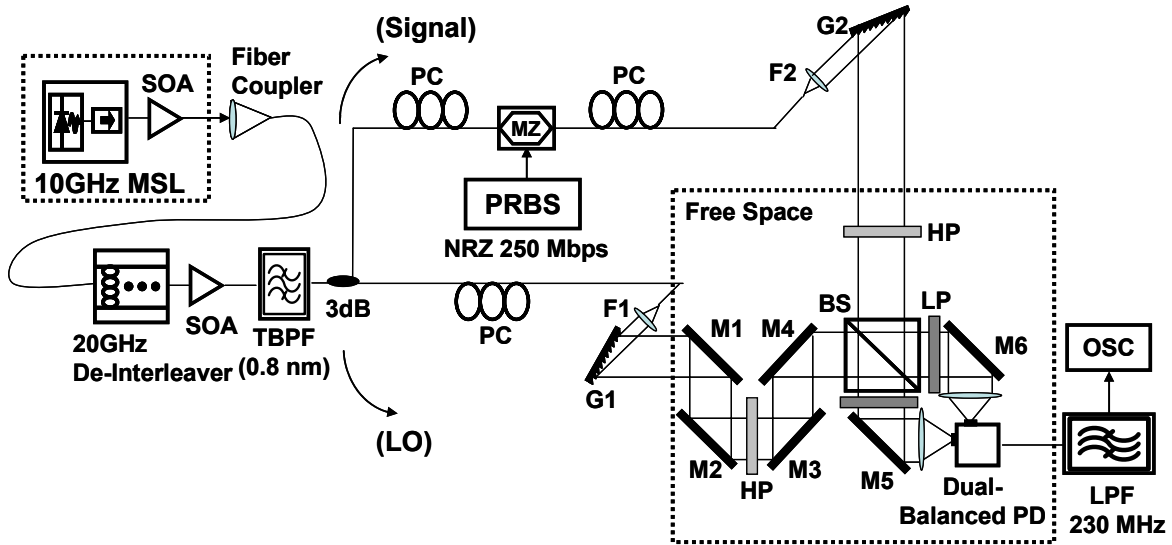 (Signal)
G2
Fiber
Coupler
SOA
PC
PC
F2
MZ
10GHz MSL
PRBS
NRZ 250 Mbps
Free Space
HP
3dB
PC
F1
BS
LP
M1
M4
M6
SOA
TBPF
(0.8 nm)
20GHz
De-Interleaver
G1
OSC
(LO)
M2
HP
M3
M5
Dual-
Balanced PD
LPF
230 MHz